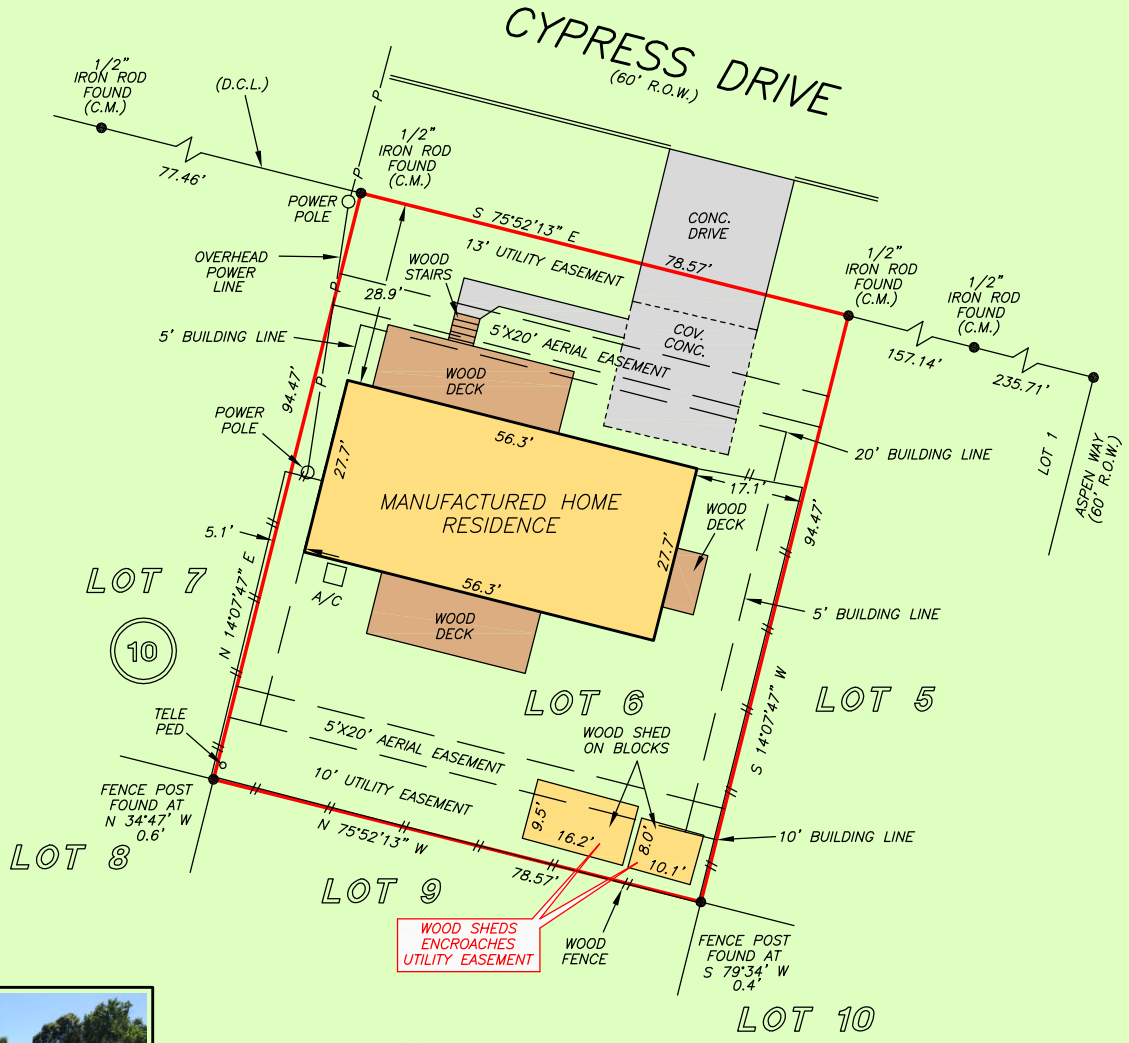 CYPRESS DRIVE
(60' R.O.W.)
1/2"
IRON ROD
FOUND
(C.M.)
(D.C.L.)
77.46'
P
P
1/2"
IRON ROD
FOUND
(C.M.)
POWER
POLE
OVERHEAD
POWER
LINE
P
P
S 75°52'13" E
13' UTILITY EASEMENT
78.57'
CONC.
DRIVE
COV.
CONC.
1/2"
IRON ROD
FOUND
(C.M.)
1/2"
IRON ROD
FOUND
(C.M.)
157.14'
235.71'
LOT 1
ASPEN WAY
(60' R.O.W.)
WOOD
STAIRS
28.9'
5' BUILDING LINE
5'X20' AERIAL EASEMENT
WOOD
DECK
94.47'
POWER
POLE
27.7'
56.3'
MANUFACTURED HOME
RESIDENCE
56.3'
27.7'
17.1'
WOOD
DECK
20' BUILDING LINE
94.47'
5.1'
N 14°07'47" E
A/C
WOOD
DECK
5' BUILDING LINE
LOT 7
10
LOT 6
LOT 5
S 14°07'47" W
TELE
PED
5'X20' AERIAL EASEMENT
10' UTILITY EASEMENT
WOOD SHED
ON BLOCKS
9.5'
16.2'
8.0'
10.1'
10' BUILDING LINE
FENCE POST
FOUND AT
N 34°47' W
0.6'
N 75°52'13" W
78.57'
LOT 8
LOT 9
WOOD SHEDS
ENCROACHES
UTILITY EASEMENT
WOOD
FENCE
FENCE POST
FOUND AT
S 79°34' W
0.4'
LOT 10